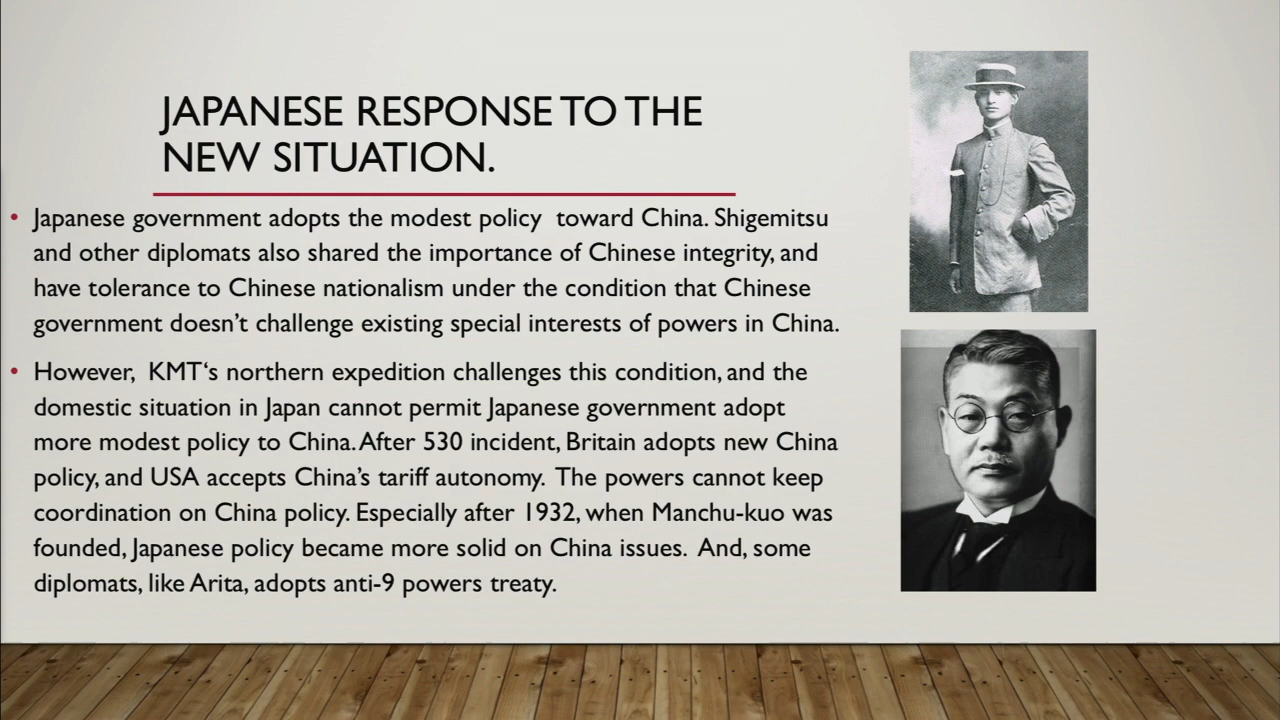 JAPANESE RESPONSE TO THE
NEW SITUATION.
• Japanese government adopts the modest policy  toward China. Shigemitsu
and other diplomats also shared the importance of Chinese integrity, and
have tolerance to Chinese nationalism under the condition that Chinese
government doesn’t challenge existing special interests of powers in China.
• However,  KMT‘s northern expedition challenges this condition, and the
domestic situation in Japan cannot permit Japanese government adopt
more modest policy to China. After 530 incident, Britain adopts new China
policy, and USA accepts China’s tariff autonomy.  The powers cannot keep
coordination on China policy. Especially after 1932, when Manchu-kuo was
founded, Japanese policy became more solid on China issues.  And, some
diplomats, like Arita, adopts anti-9 powers treaty.